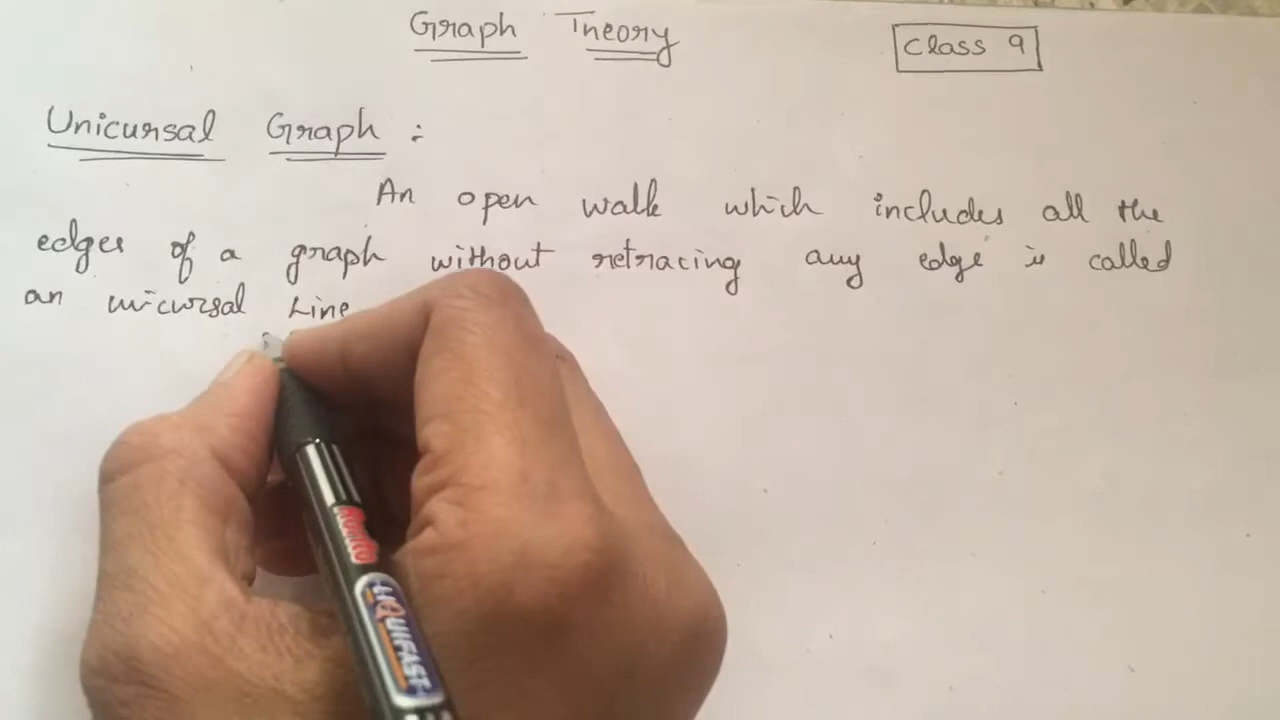 Graph Theory
Class 9
Unicursal Graph :
An open walk which includes all the
edges of a graph without retracing any edge is called
an unicursal Line
LIQUIFAST